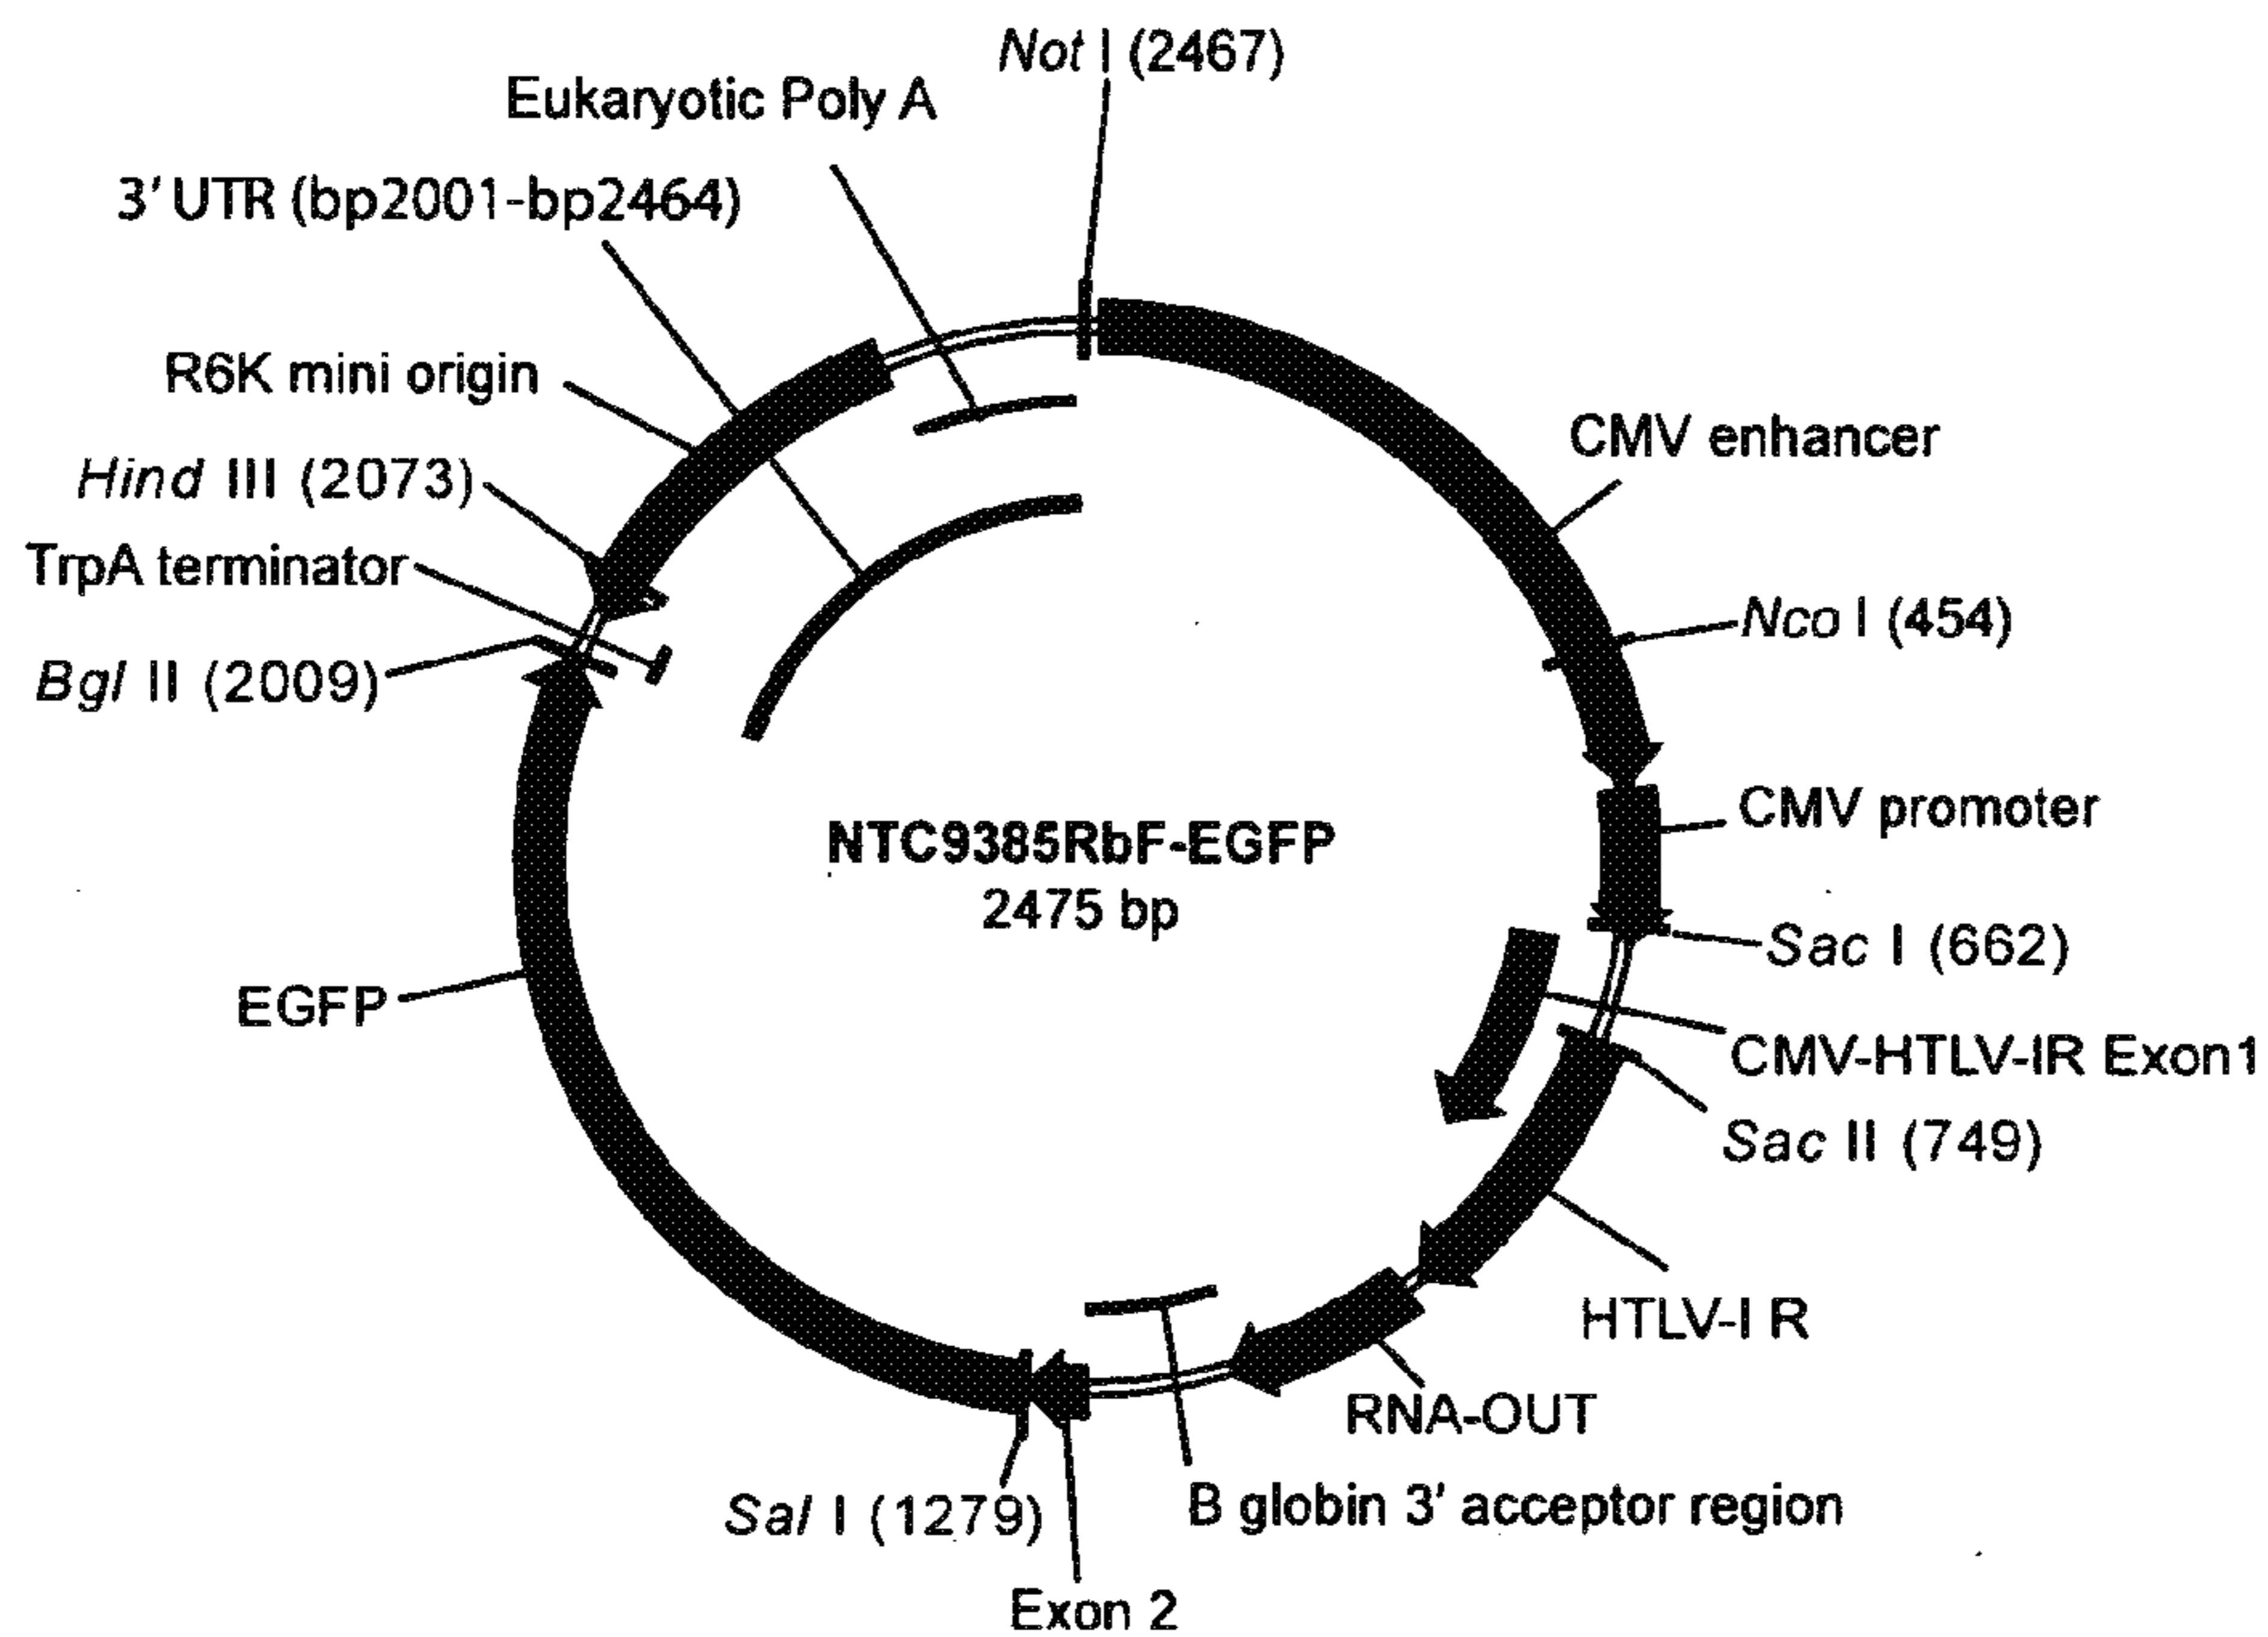 Not I (2467)
Eukaryotic Poly A
3' UTR (bp2001-bp2464)
R6K mini origin
Hind III (2073)
TrpA terminator
Bgl II (2009)
CMV enhancer
Nco I (454)
CMV promoter
NTC9385RbF-EGFP
2475 bp
Sac I (662)
EGFP
CMV-HTLV-IR Exon1
Sac II (749)
HTLV-I R
RNA-OUT
B globin 3' acceptor region
Sal I (1279)
Exon 2